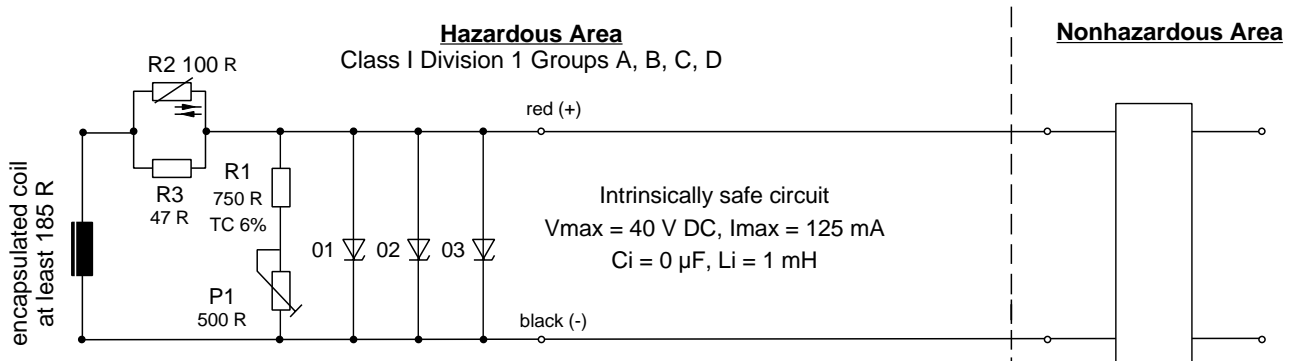 Hazardous Area
Class I Division 1 Groups A, B, C, D
Nonhazardous Area
R2 100 R
red (+)
R3
47 R
R1
750 R
TC 6%
encapsulated coil
at least 185 R
Intrinsically safe circuit
Vmax = 40 V DC, Imax = 125 mA
Ci = 0 µF, Li = 1 mH
01
02
03
P1
500 R
black (-)